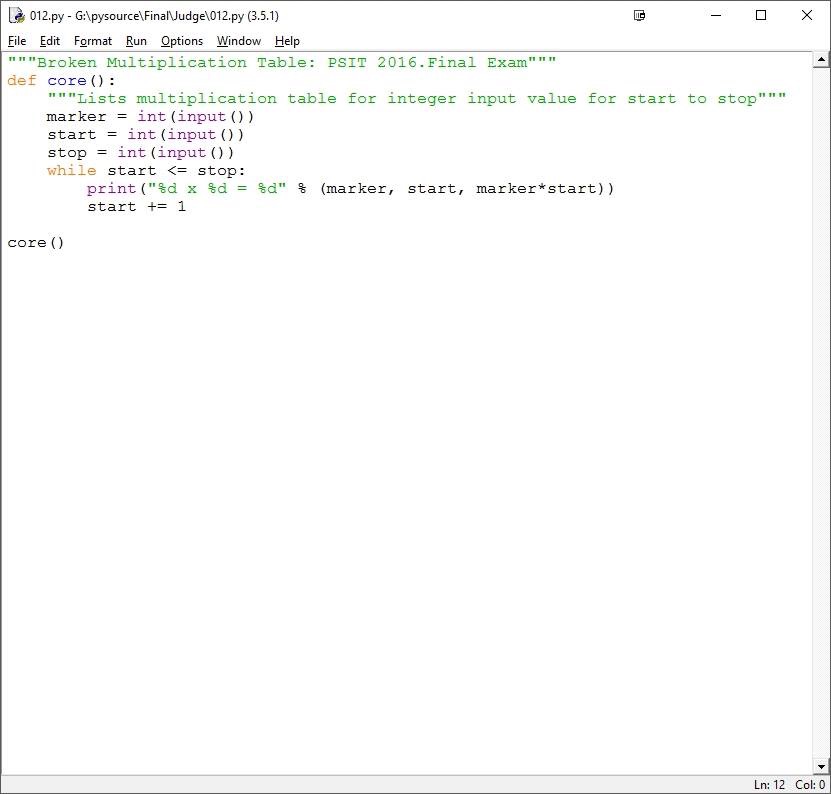 012.py - G:\pysource\Final\Judge\012.py (3.5.1)
File Edit Format Run Options Window Help
"""Broken Multiplication Table: PSIT 2016.Final Exam"""
def core():
    """Lists multiplication table for integer input value for start to stop"""
    marker = int(input())
    start = int(input())
    stop = int(input())
    while start <= stop:
        print("%d x %d = %d" % (marker, start, marker*start))
        start += 1
core()
Ln: 12 Col: 0